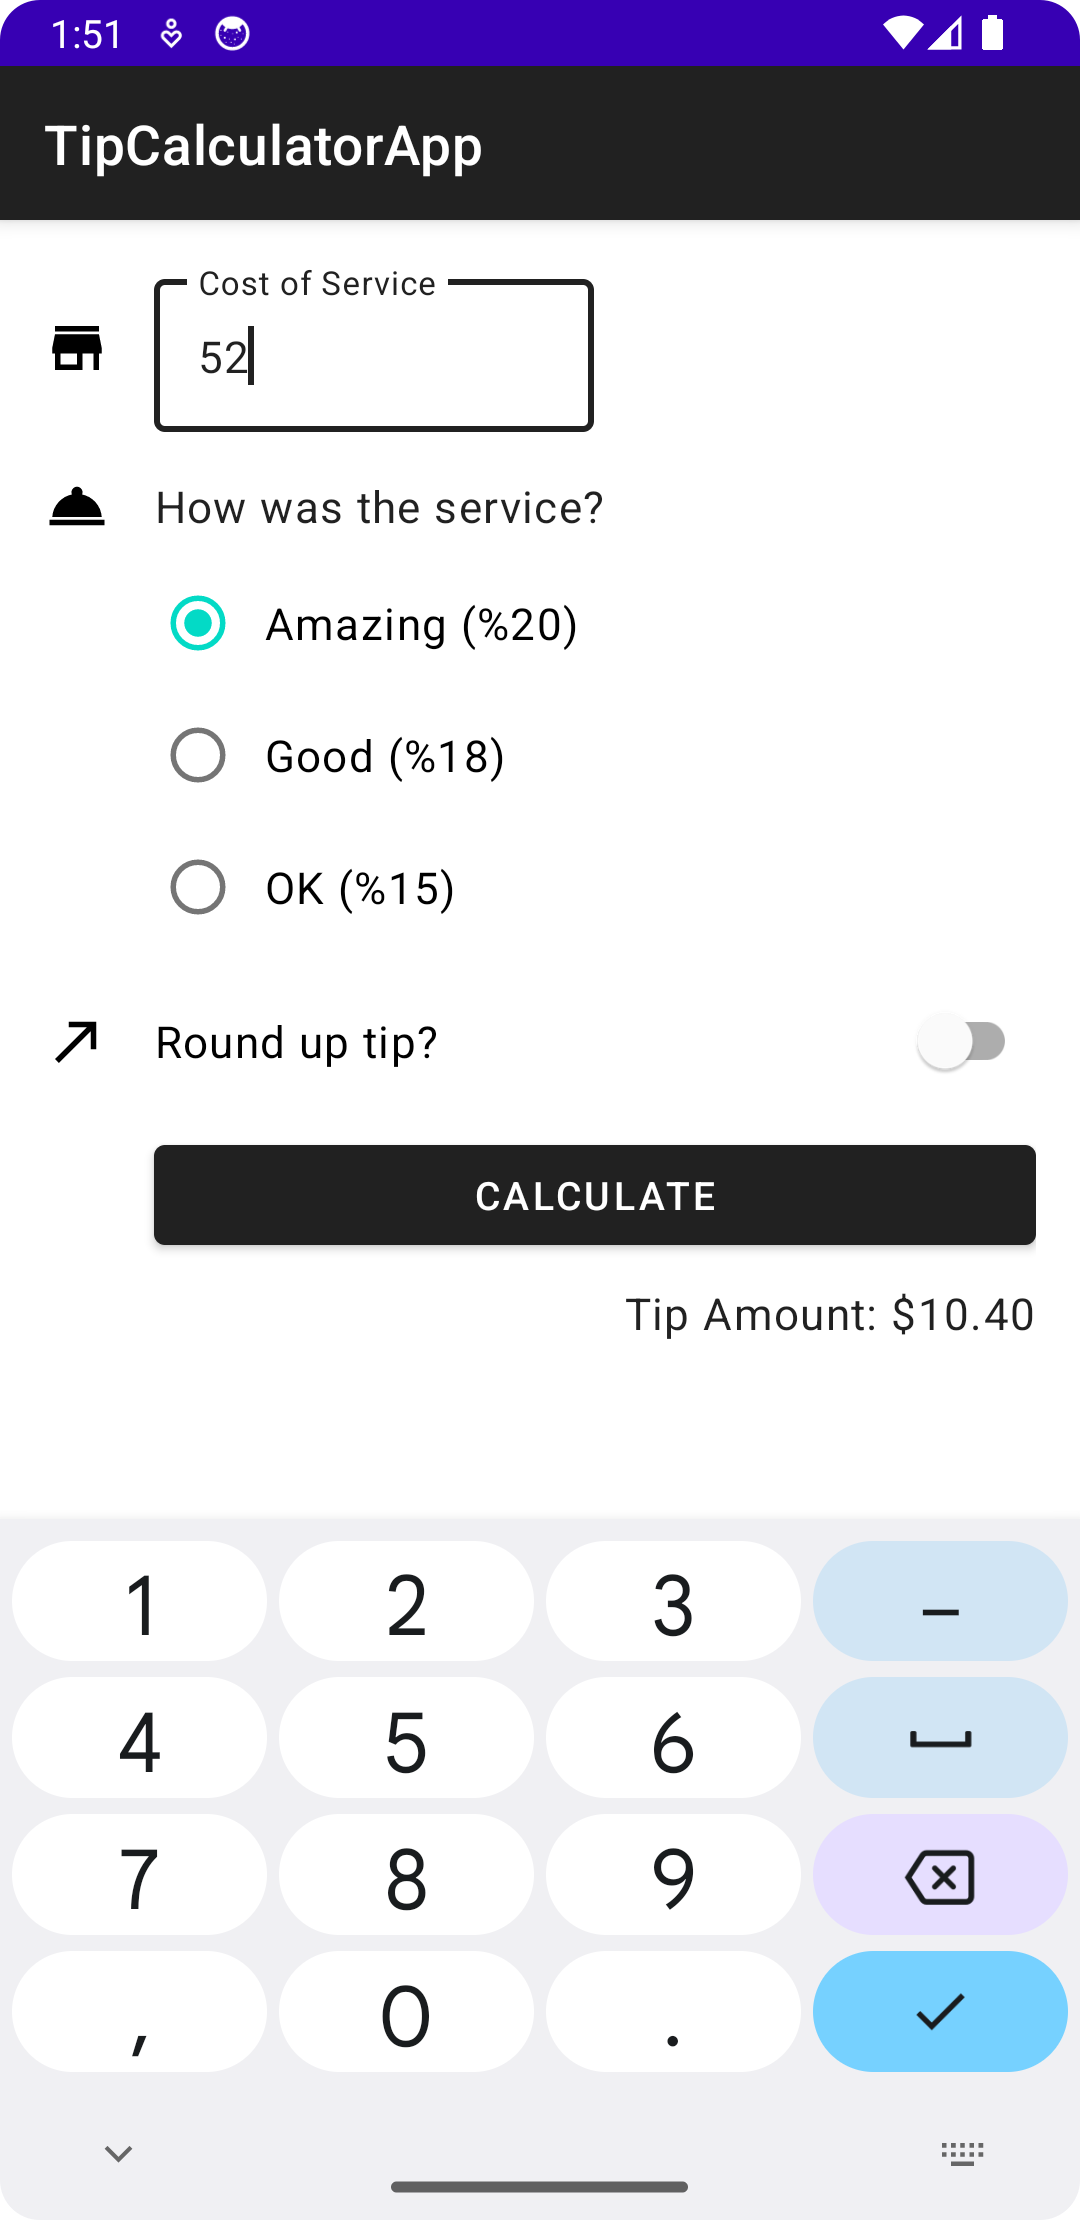 1:51
TipCalculatorApp
Cost of Service
52
How was the service?
Amazing (%20)
Good (%18)
OK (%15)
Round up tip?
CALCULATE
Tip Amount: $10.40
1 2 3 –
4 5 6
7 8 9
, 0 .